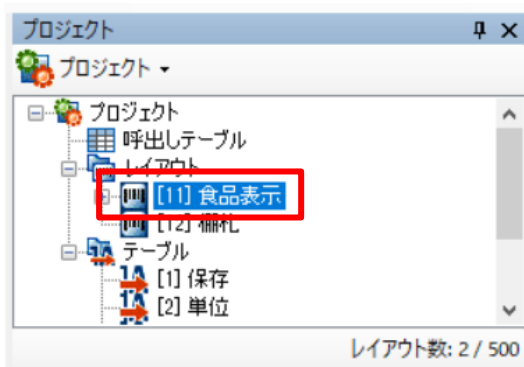 プロジェクト
プロジェクト
プロジェクト
呼出しテーブル
レイアウト
[11] 食品表示
[12] 棚札
テーブル
[1] 保存
[2] 単位
レイアウト数: 2 / 500